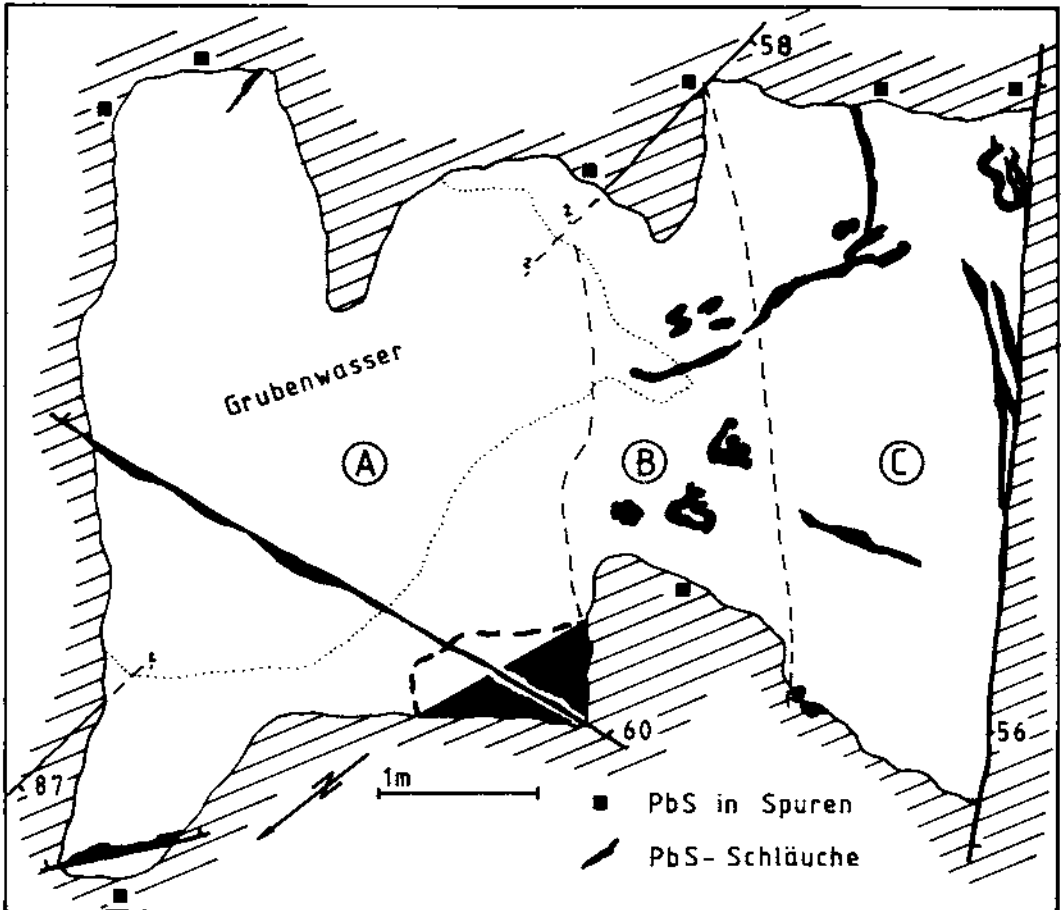 58
Grubenwasser
A
B
C
?
?
?
60
56
87
N
1m
PbS in Spuren
PbS-Schläuche